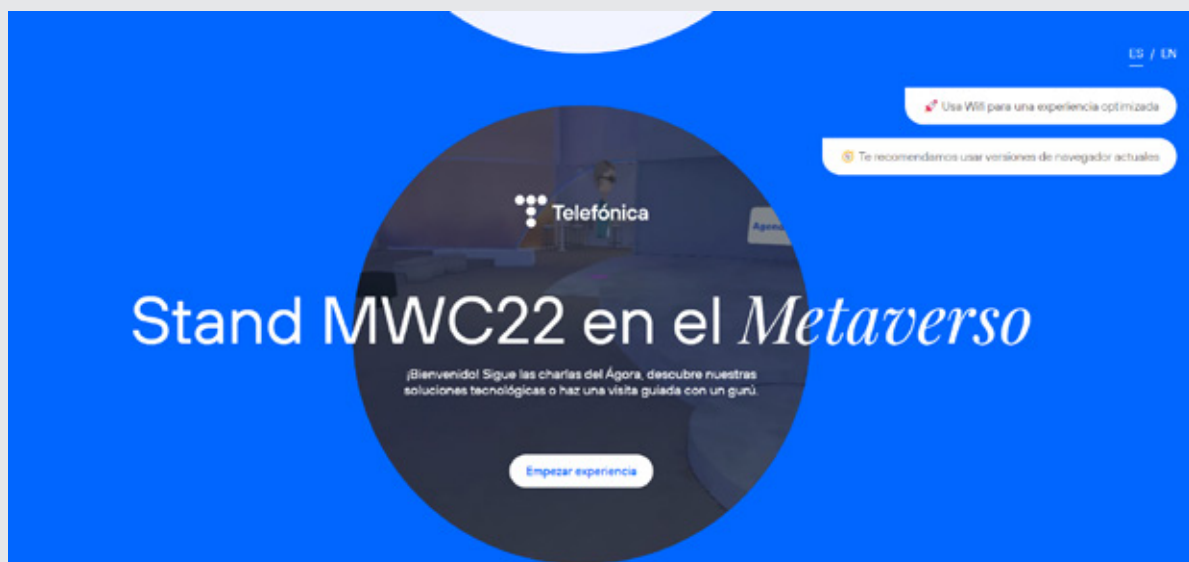 ES / EN
Usa Wifi para una experiencia optimizada
Te recomendamos usar versiones de navegador actuales
Telefónica
Agenda
Stand MWC22 en el Metaverso
¡Bienvenido! Sigue las charlas del Ágora, descubre nuestras
soluciones tecnológicas o haz una visita guiada con un gurú.
Empezar experiencia